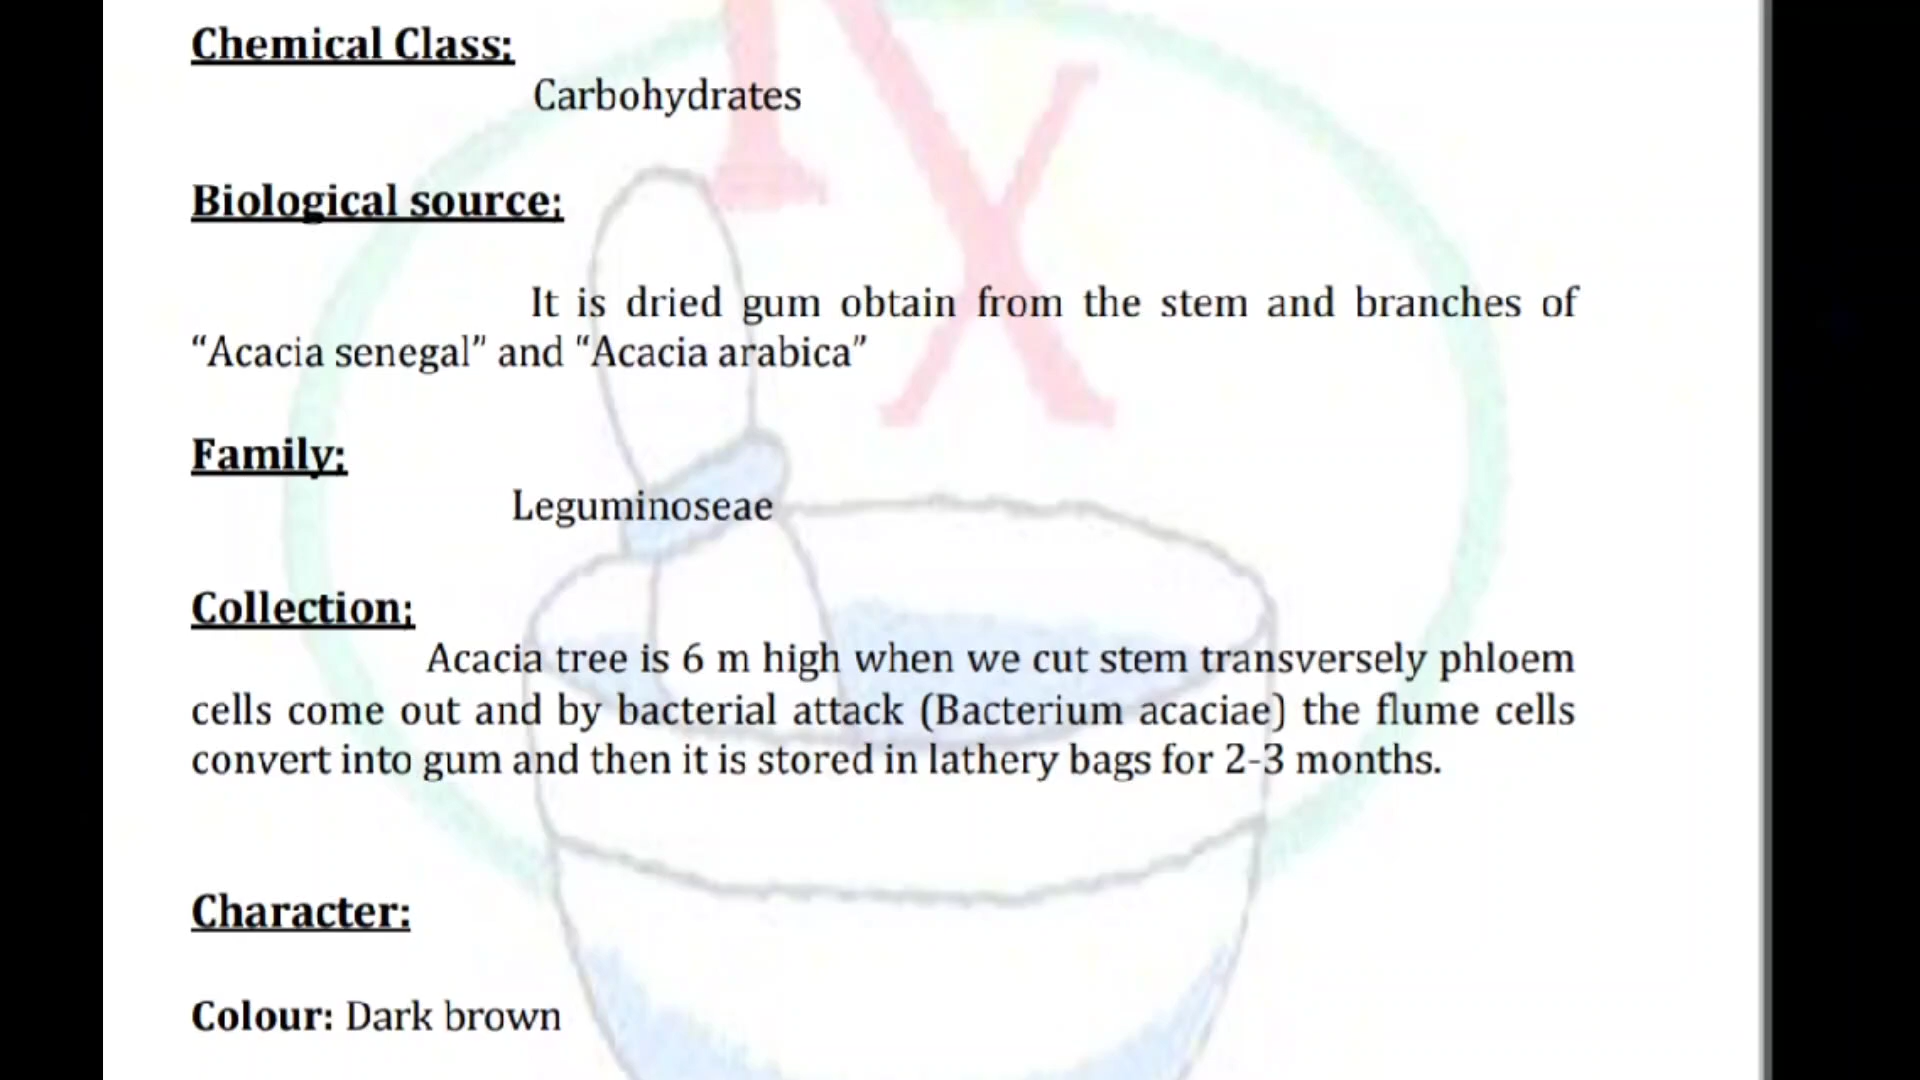 Chemical Class;
Carbohydrates
Biological source;
It is dried gum obtain from the stem and branches of
“Acacia senegal” and “Acacia arabica”
Family;
Leguminoseae
Collection;
Acacia tree is 6 m high when we cut stem transversely phloem
cells come out and by bacterial attack (Bacterium acaciae) the flume cells
convert into gum and then it is stored in lathery bags for 2-3 months.
Character:
Colour: Dark brown